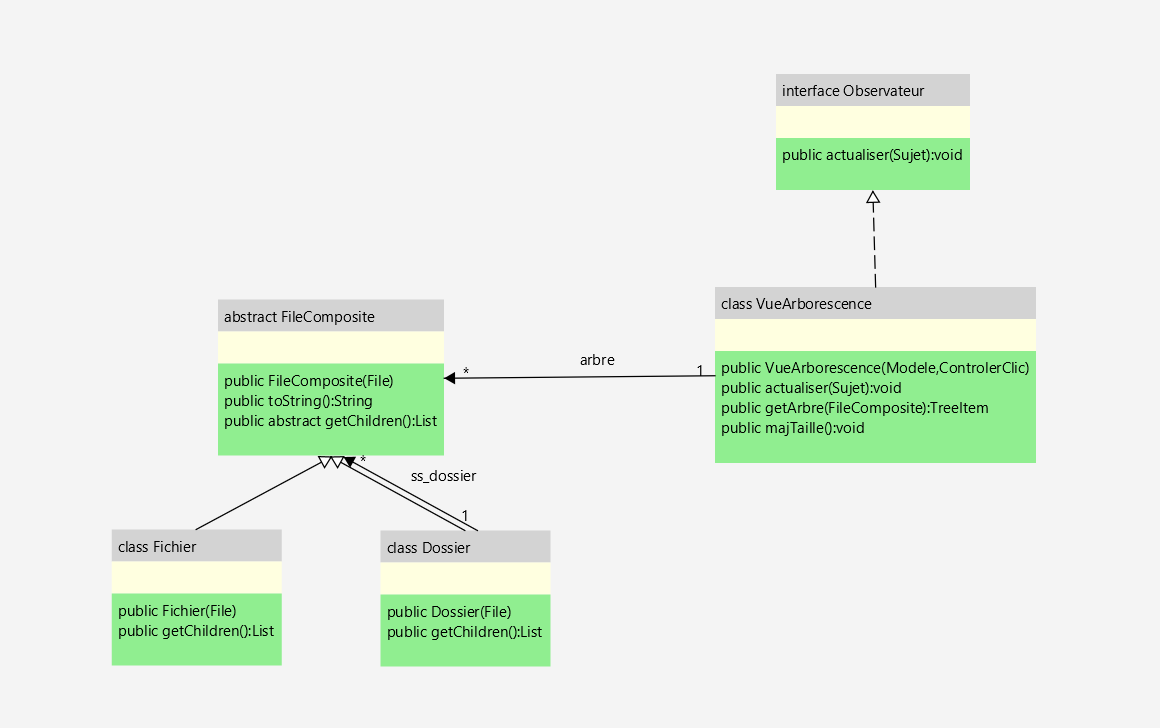 interface Observateur
public actualiser(Sujet):void
class VueArborescence
public VueArborescence(Modele,ControlerClic)
public actualiser(Sujet):void
public getArbre(FileComposite):TreeItem
public majTaille():void
arbre
*
1
abstract FileComposite
public FileComposite(File)
public toString():String
public abstract getChildren():List
*
ss_dossier
1
class Fichier
public Fichier(File)
public getChildren():List
class Dossier
public Dossier(File)
public getChildren():List